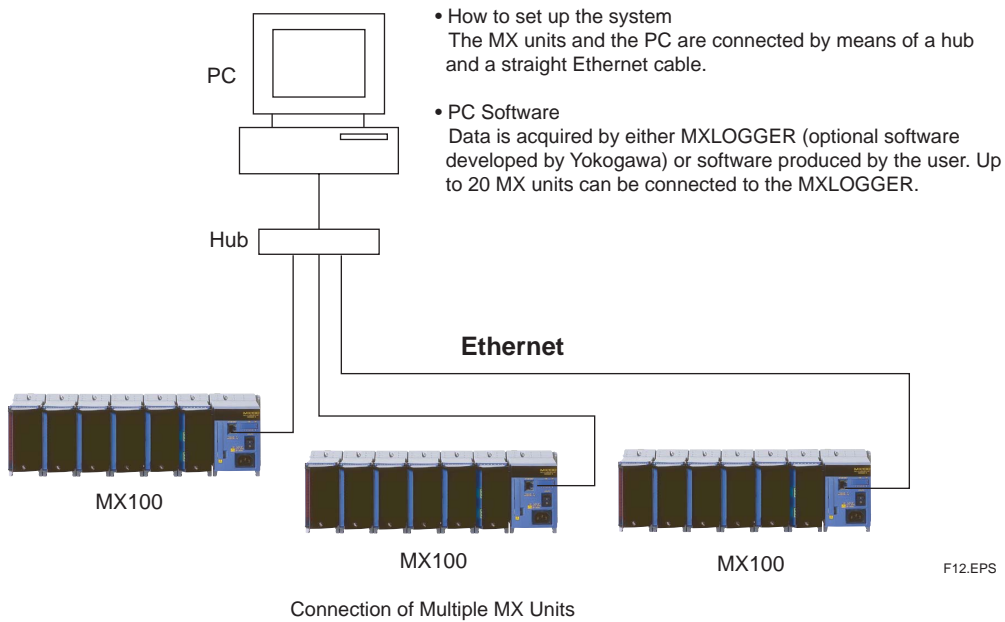 • How to set up the system
The MX units and the PC are connected by means of a hub
and a straight Ethernet cable.
• PC Software
Data is acquired by either MXLOGGER (optional software
developed by Yokogawa) or software produced by the user. Up
to 20 MX units can be connected to the MXLOGGER.
PC
Hub
Ethernet
MX100
MX100
MX100
F12.EPS
Connection of Multiple MX Units